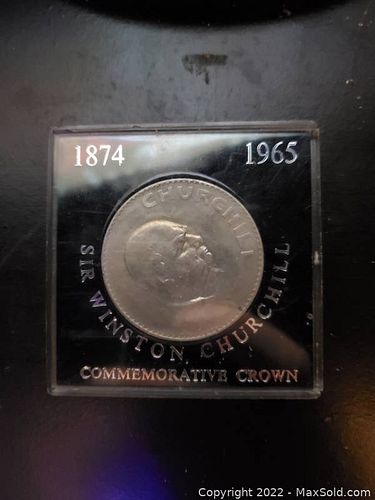 1874 1965
CHURCHILL
SIR WINSTON CHURCHILL
COMMEMORATIVE CROWN
Copyright © 2022 - MaxSold.com